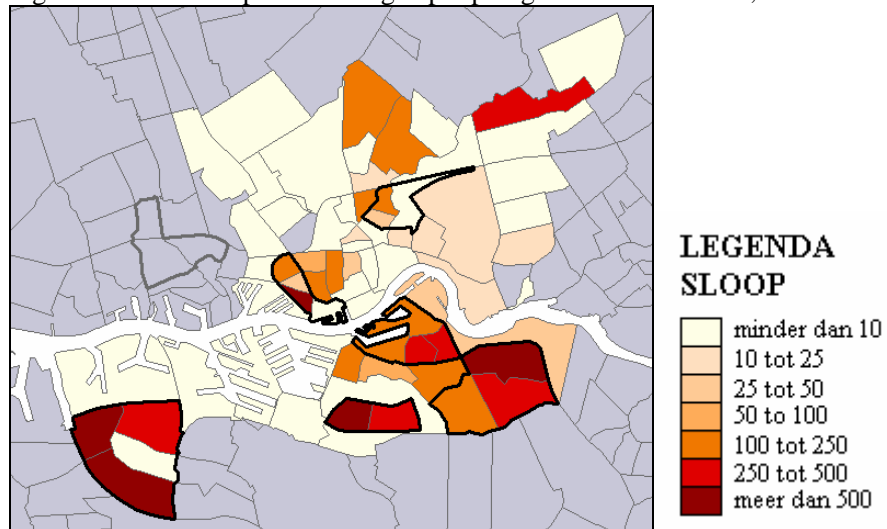 LEGENDA
SLOOP
minder dan 10
10 tot 25
25 tot 50
50 to 100
100 tot 250
250 tot 500
meer dan 500